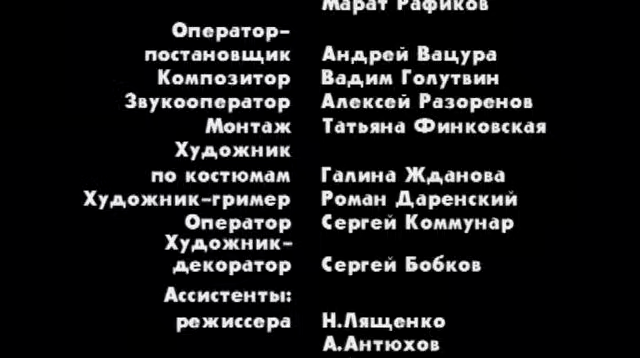 Марат Рафиков
Оператор-
постановщик Андрей Вацура
Композитор Вадим Голутвин
Звукооператор Алексей Разоренов
Монтаж Татьяна Финковская
Художник
по костюмам Галина Жданова
Художник-гример Роман Даренский
Оператор Сергей Коммунар
Художник-
декоратор Сергей Бобков
Ассистенты:
режиссера Н.Лященко
А.Антюхов